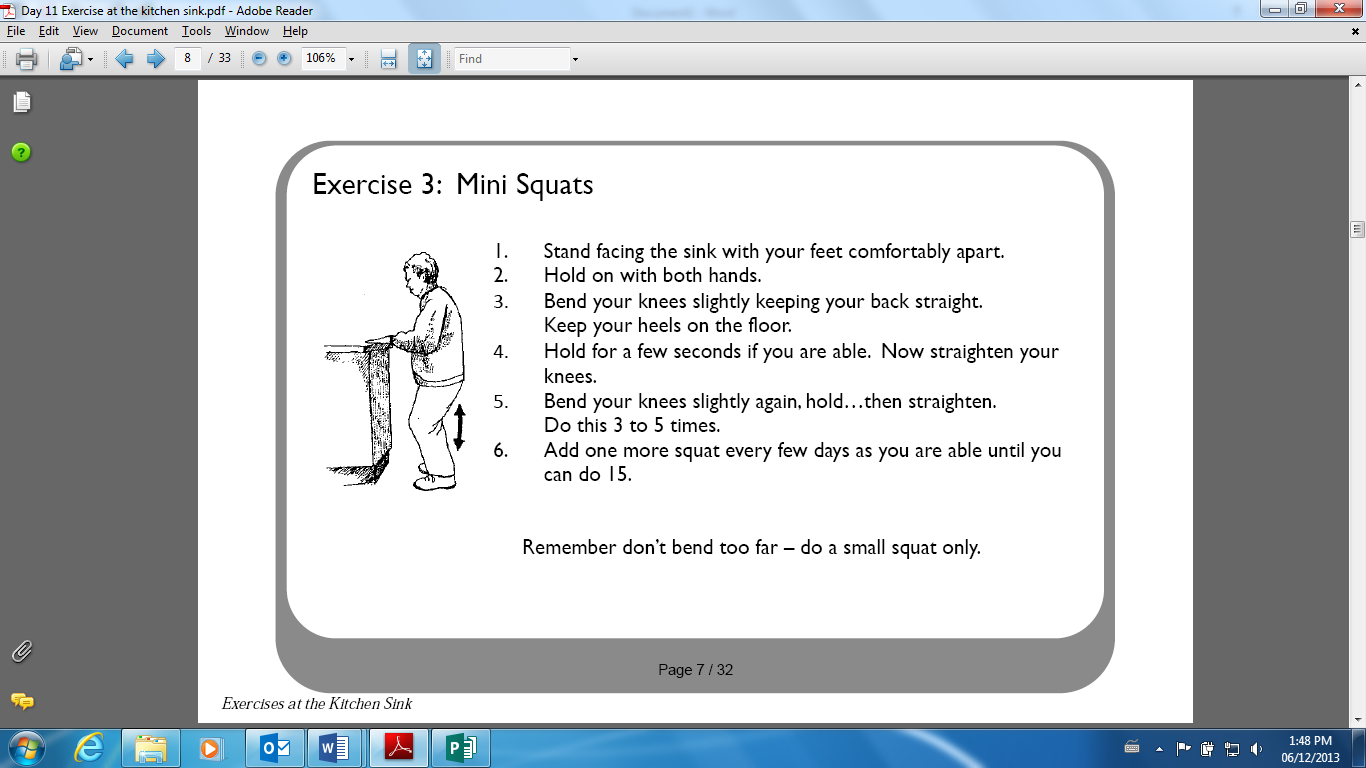 Day 11 Exercise at the kitchen sink.pdf - Adobe Reader
File Edit View Document Tools Window Help
8 / 33 106% Find
Exercise 3: Mini Squats
1. Stand facing the sink with your feet comfortably apart.
2. Hold on with both hands.
3. Bend your knees slightly keeping your back straight.
Keep your heels on the floor.
4. Hold for a few seconds if you are able. Now straighten your
knees.
5. Bend your knees slightly again, hold…then straighten.
Do this 3 to 5 times.
6. Add one more squat every few days as you are able until you
can do 15.
Remember don't bend too far – do a small squat only.
Page 7 / 32
Exercises at the Kitchen Sink
1:48 PM
06/12/2013